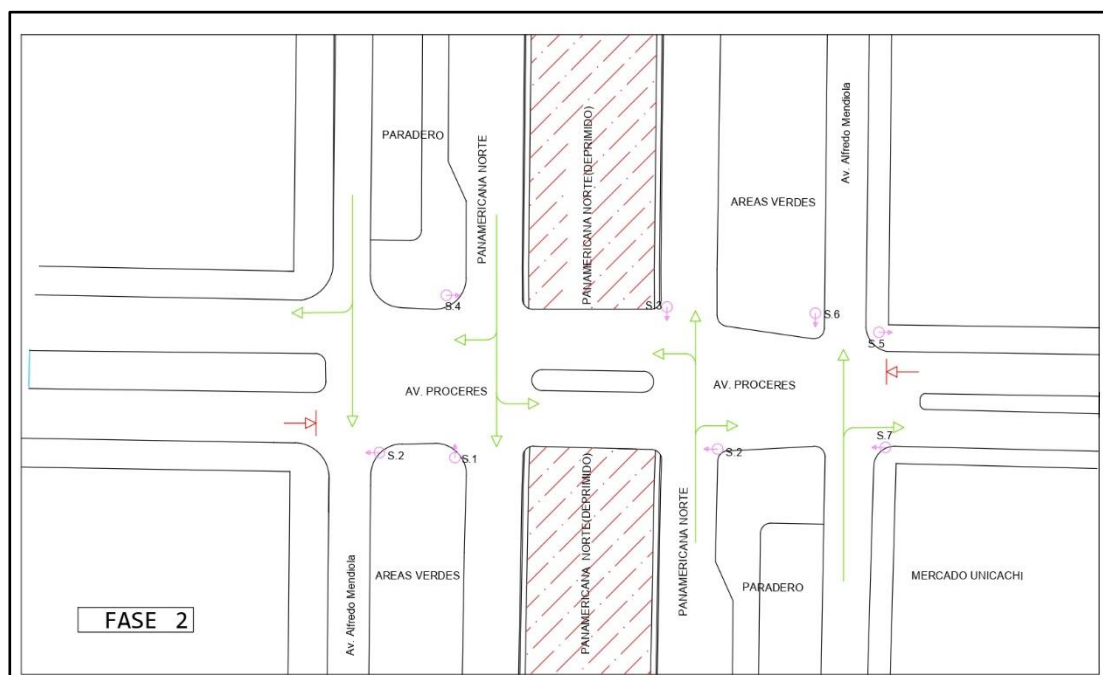 PARADERO
PANAMERICANA NORTE
PANAMERICANA NORTE(DEPRIMIDO)
AREAS VERDES
Av. Alfredo Mendiola
S.4
S.3
S.6
S.5
AV. PROCERES
AV. PROCERES
S.2
S.1
S.2
S.7
Av. Alfredo Mendiola
AREAS VERDES
PANAMERICANA NORTE(DEPRIMIDO)
PANAMERICANA NORTE
PARADERO
MERCADO UNICACHI
FASE 2